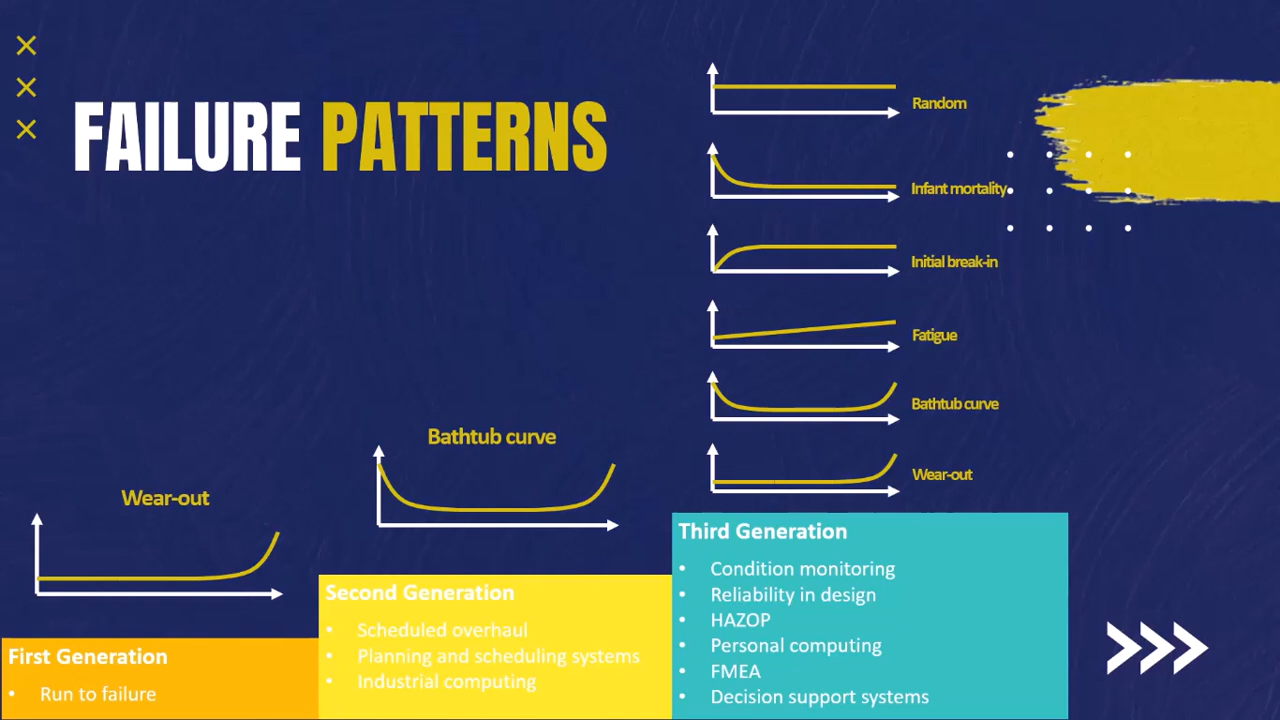 FAILURE PATTERNS
Random
Infant mortality
Initial break-in
Fatigue
Bathtub curve
Wear-out
Bathtub curve
Wear-out
First Generation
• Run to failure
Second Generation
• Scheduled overhaul
• Planning and scheduling systems
• Industrial computing
Third Generation
• Condition monitoring
• Reliability in design
• HAZOP
• Personal computing
• FMEA
• Decision support systems